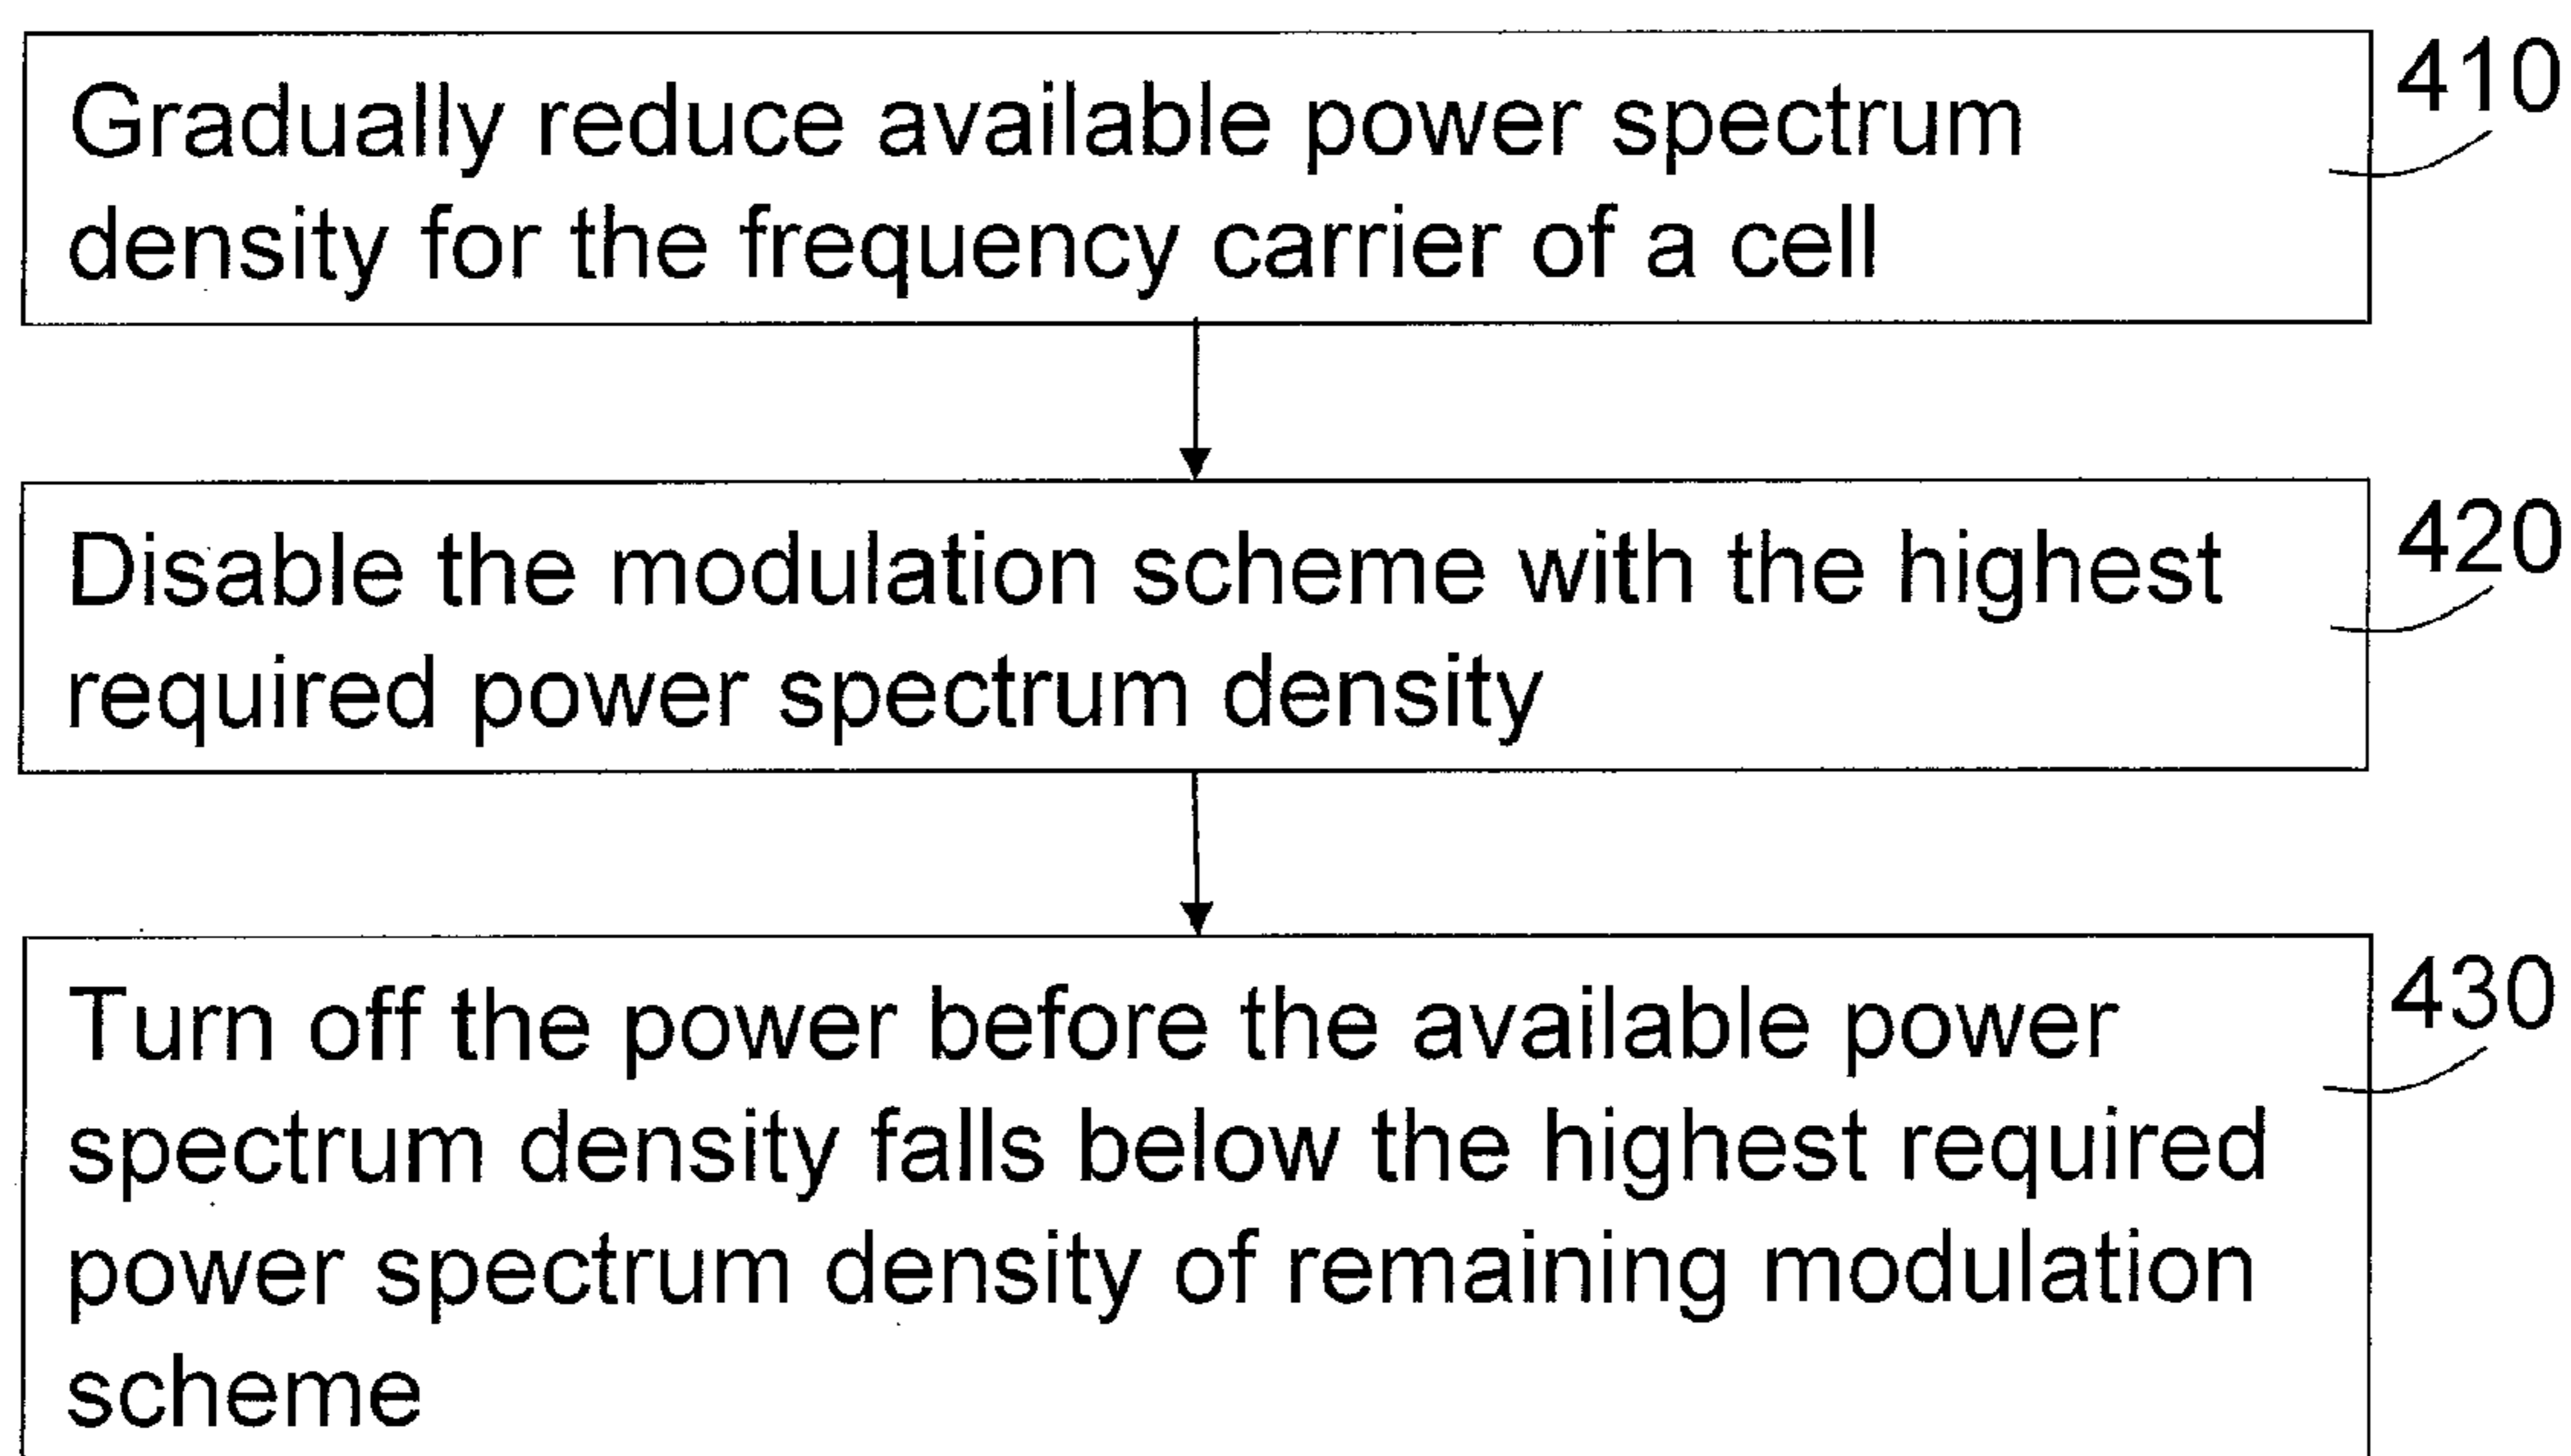 Gradually reduce available power spectrum
density for the frequency carrier of a cell
410
Disable the modulation scheme with the highest
required power spectrum density
420
Turn off the power before the available power
spectrum density falls below the highest required
power spectrum density of remaining modulation
scheme
430